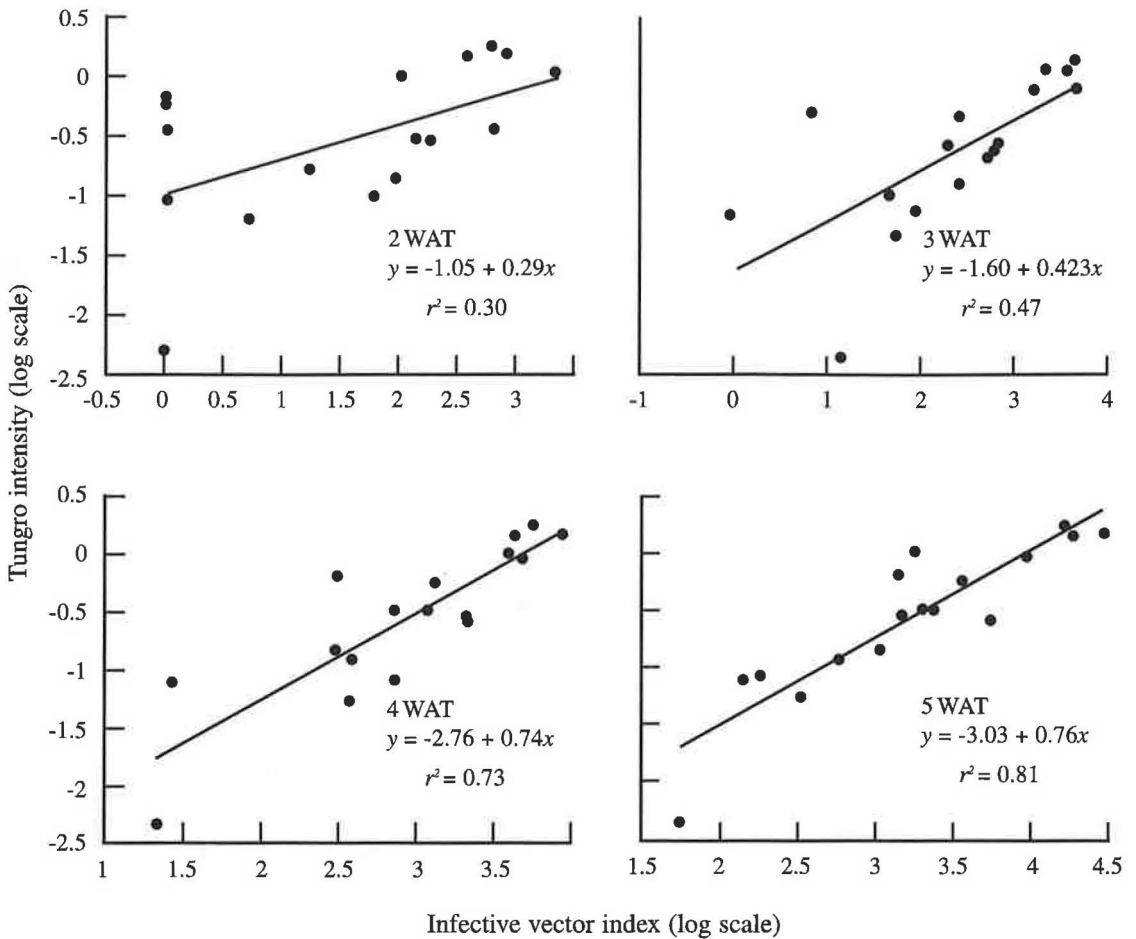 Tungro intensity (log scale)
0.5
0
-0.5
-1
-1.5
-2
-2.5
-0.5 0 0.5 1 1.5 2 2.5 3
2 WAT
y = -1.05 + 0.29x
r² = 0.30
-1 0 1 2 3 4
3 WAT
y = -1.60 + 0.423x
r² = 0.47
0.5
0
-0.5
-1
-1.5
-2
-2.5
1 1.5 2 2.5 3 3.5
4 WAT
y = -2.76 + 0.74x
r² = 0.73
1.5 2 2.5 3 3.5 4 4.5
5 WAT
y = -3.03 + 0.76x
r² = 0.81
Infective vector index (log scale)